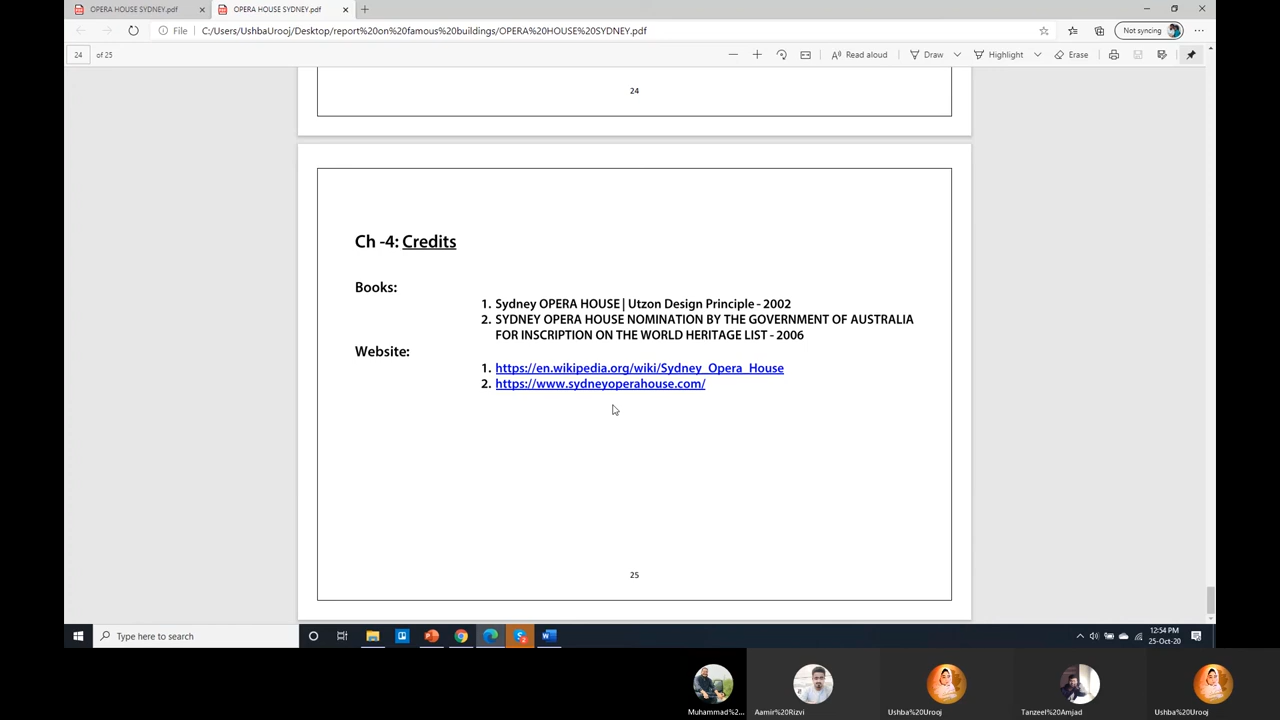 OPERA HOUSE SYDNEY.pdf
OPERA HOUSE SYDNEY.pdf
File C:/Users/UshbaUrooj/Desktop/report%20on%20famous%20buildings/OPERA%20HOUSE%20SYDNEY.pdf
Not syncing
24 of 25
Read aloud
Draw
Highlight
Erase
24
Ch -4: Credits
Books:
1. Sydney OPERA HOUSE | Utzon Design Principle - 2002
2. SYDNEY OPERA HOUSE NOMINATION BY THE GOVERNMENT OF AUSTRALIA
FOR INSCRIPTION ON THE WORLD HERITAGE LIST - 2006
Website:
1. https://en.wikipedia.org/wiki/Sydney_Opera_House
2. https://www.sydneyoperahouse.com/
25
Type here to search
12:54 PM
25-Oct-20
Muhammad%2...
Aamir%20Rizvi
Ushba%20Urooj
Tanzeel%20Amjad
Ushba%20Urooj